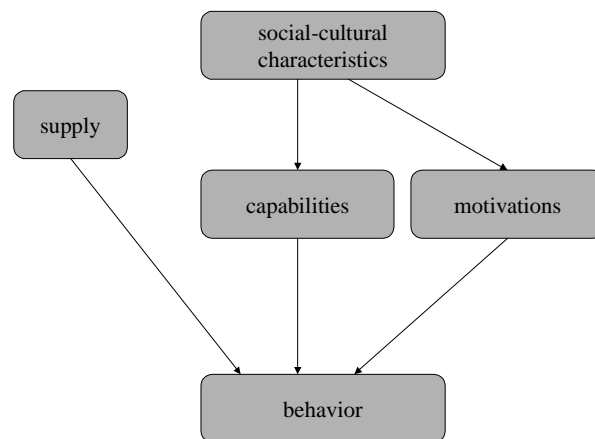 social-cultural
characteristics
supply
capabilities
motivations
behavior